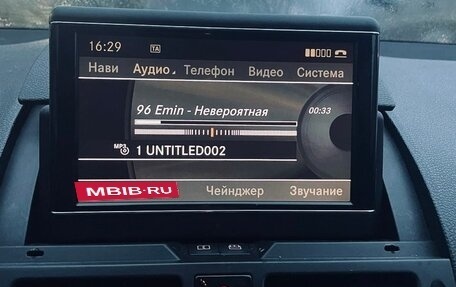 16:29 TA
Нави Аудио Телефон Видео Система
96 Emin - Невероятная 00:33
MP3 1 UNTITLED002
MBIB.RU Чейнджер Звучание